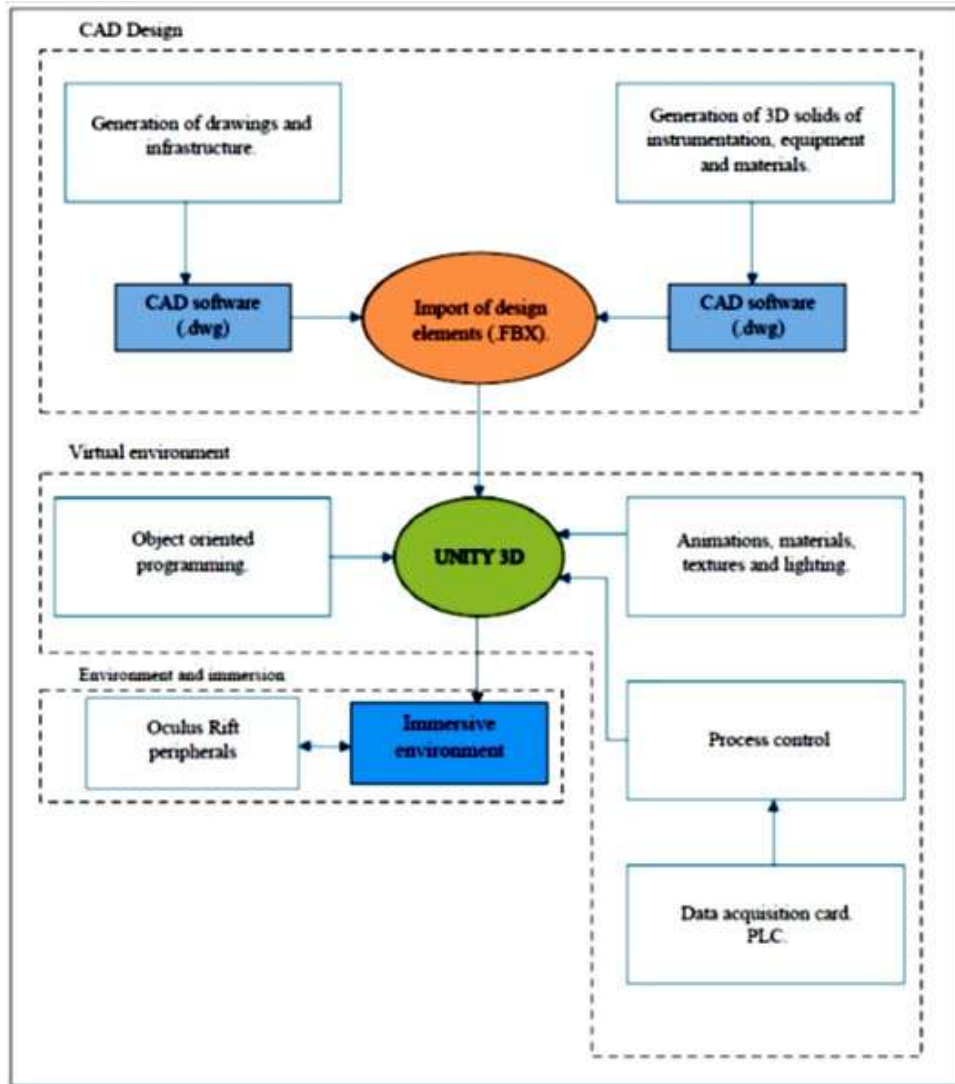 CAD Design
Generation of drawings and
infrastructure.
Generation of 3D solids of
instrumentation, equipment
and materials.
CAD software
(.dwg)
Import of design
elements (.FBX).
CAD software
(.dwg)
Virtual environment
Object oriented
programming.
UNITY 3D
Animations, materials,
textures and lighting.
Environment and immersion
Oculus Rift
peripherals
Immersive
environment
Process control
Data acquisition card.
PLC.